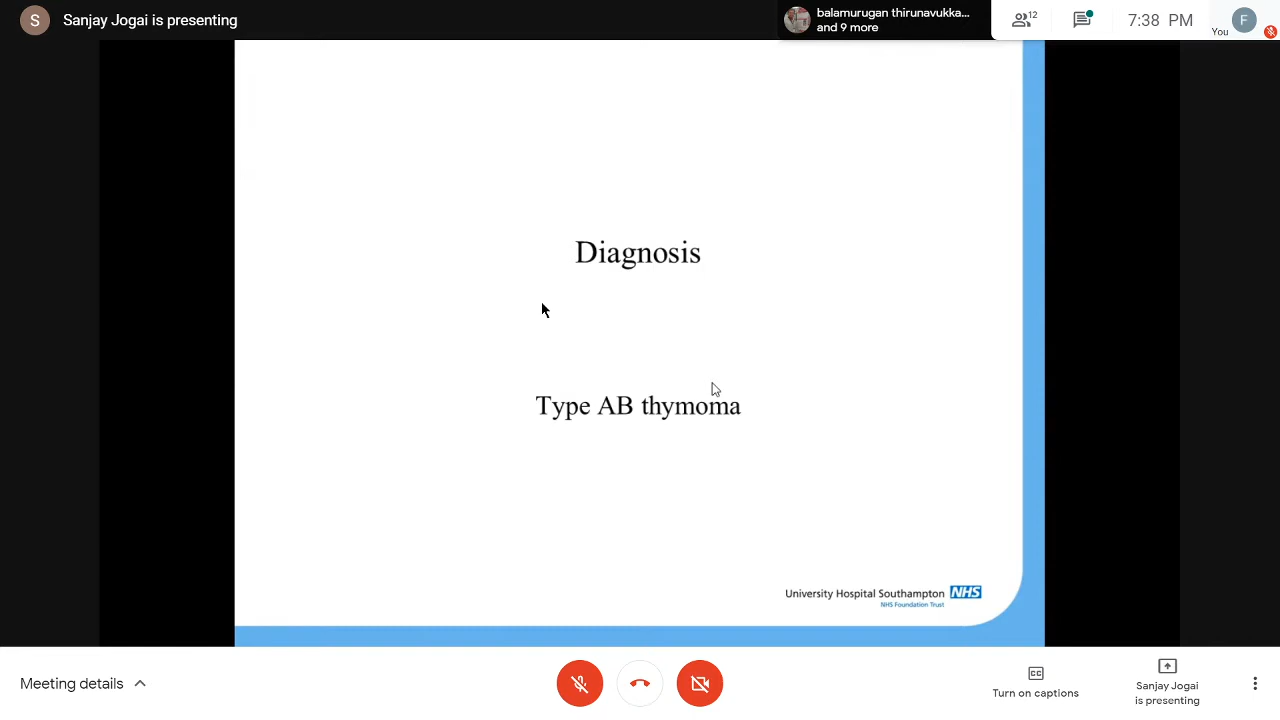 S
Sanjay Jogai is presenting
balamurugan thirunavukka...
and 9 more
12
7:38 PM
You
F
Diagnosis
Type AB thymoma
University Hospital Southampton NHS
NHS Foundation Trust
Meeting details
CC
Turn on captions
Sanjay Jogai
is presenting